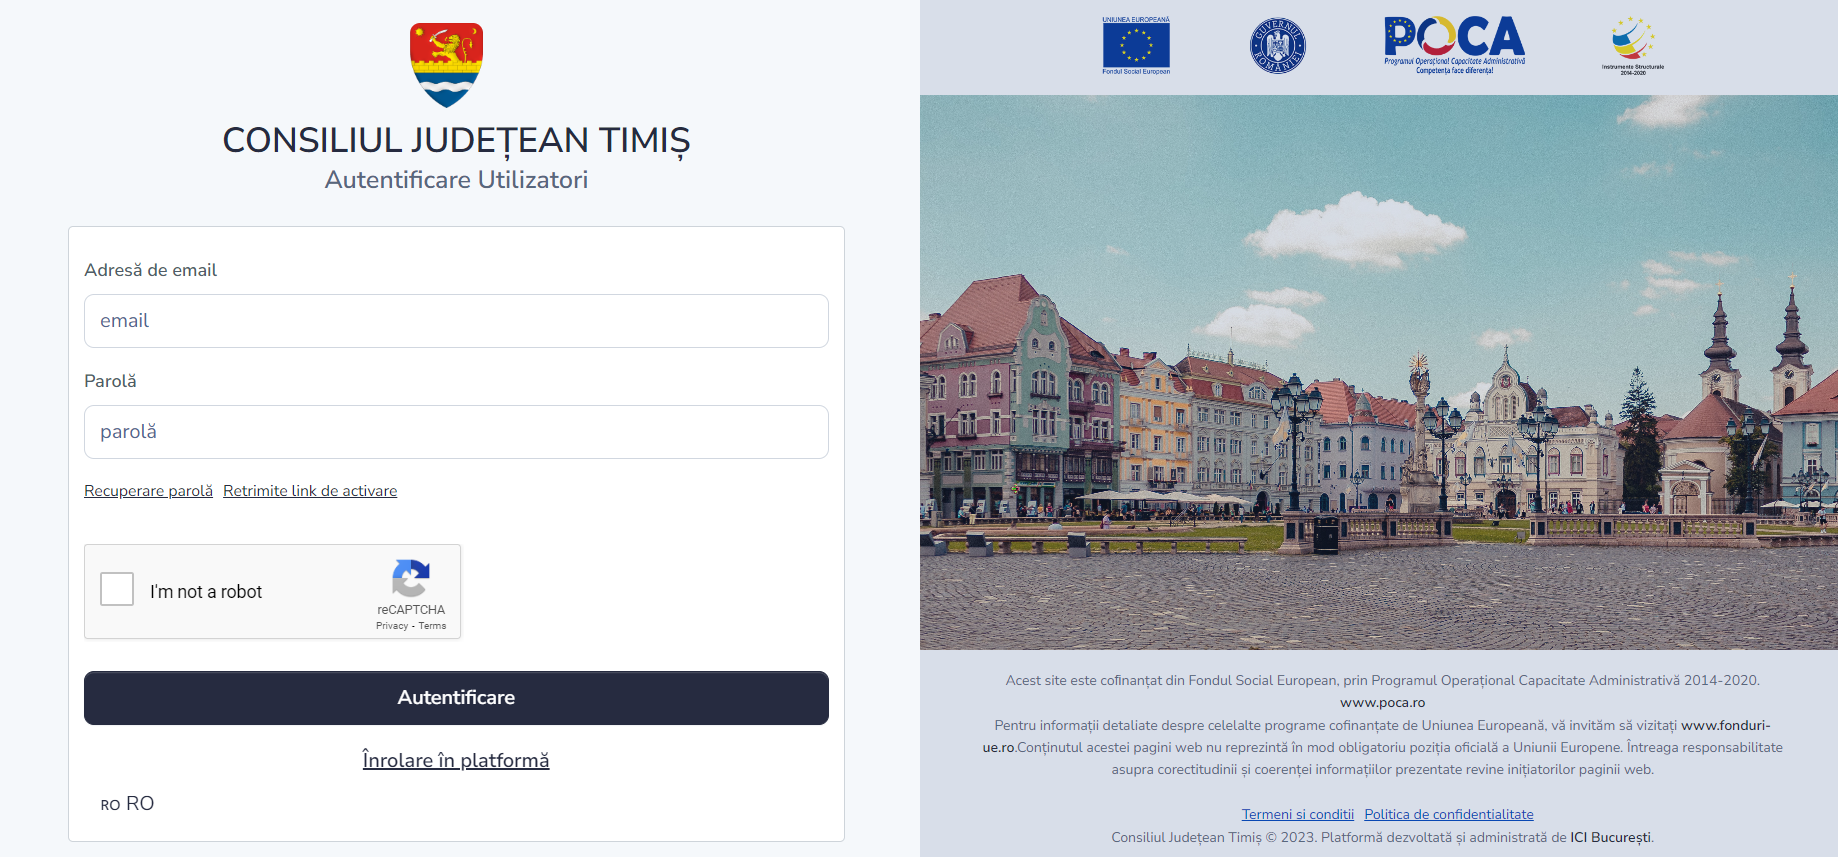 CONSILIUL JUDEȚEAN TIMIȘ
Autentificare Utilizatori
Adresă de email
email
Parolă
parolă
Recuperare parolă Retrimite link de activare
I'm not a robot
reCAPTCHA
Privacy - Terms
Autentificare
Înrolare în platformă
RO RO
UNIUNEA EUROPEANĂ
Fondul Social European
GUVERNUL ROMÂNIEI
POCA
Programul Operațional Capacitate Administrativă
Competența face diferența!
Instrumente Structurale
2014-2020
Acest site este cofinanțat din Fondul Social European, prin Programul Operațional Capacitate Administrativă 2014-2020.
www.poca.ro
Pentru informații detaliate despre celelalte programe cofinanțate de Uniunea Europeană, vă invităm să vizitați www.fonduri-
ue.ro.Conținutul acestei pagini web nu reprezintă în mod obligatoriu poziția oficială a Uniunii Europene. Întreaga responsabilitate
asupra corectitudinii și coerenței informațiilor prezentate revine inițiatorilor paginii web.
Termeni si conditii Politica de confidentialitate
Consiliul Județean Timiș © 2023. Platformă dezvoltată și administrată de ICI București.